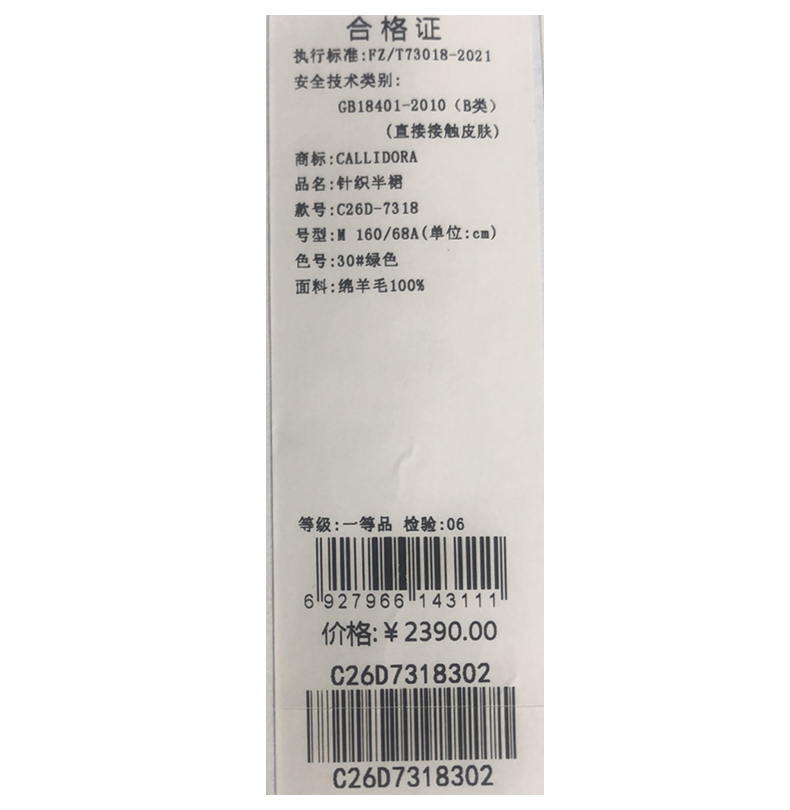 合格证
执行标准:FZ/T73018-2021
安全技术类别:
GB18401-2010（B类）
(直接接触皮肤)
商标:CALLIDORA
品名:针织半裙
款号:C26D-7318
号型:M 160/68A(单位:cm)
色号:30#绿色
面料:绵羊毛100%
等级:一等品 检验:06
6 927966 143111
价格:￥2390.00
C26D7318302
C26D7318302